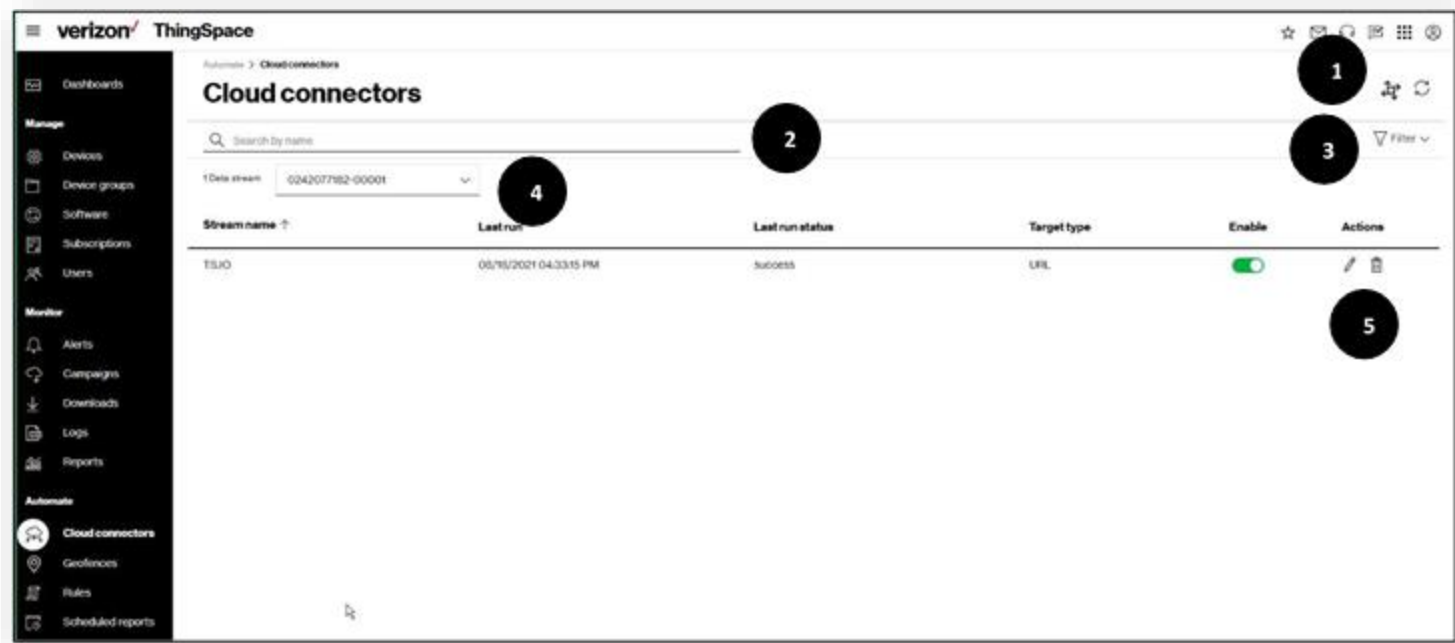 verizon✓ ThingSpace
Automate > Cloud connectors
1
Dashboards
Cloud connectors
Manage
Search by name
2
Filter
3
Devices
1 Data stream 0242077182-00001
4
Device groups
Software
Stream name ↑ Last run Last run status Target type Enable Actions
Subscriptions
TSJO 08/18/2021 04:33:15 PM success URL
Users
5
Monitor
Alerts
Campaigns
Downloads
Logs
Reports
Automate
Cloud connectors
Geofences
Rules
Scheduled reports